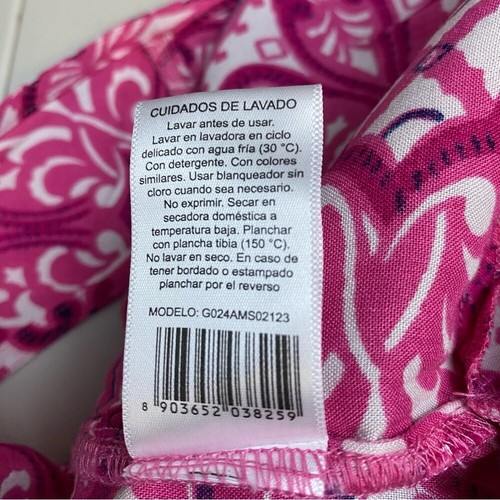 CUIDADOS DE LAVADO
Lavar antes de usar.
Lavar en lavadora en ciclo
delicado con agua fría (30 °C).
Con detergente. Con colores
similares. Usar blanqueador sin
cloro cuando sea necesario.
No exprimir. Secar en
secadora doméstica a
temperatura baja. Planchar
con plancha tibia (150 °C).
No lavar en seco. En caso de
tener bordado o estampado
planchar por el reverso
MODELO: G024AMS02123
8 903652 038259